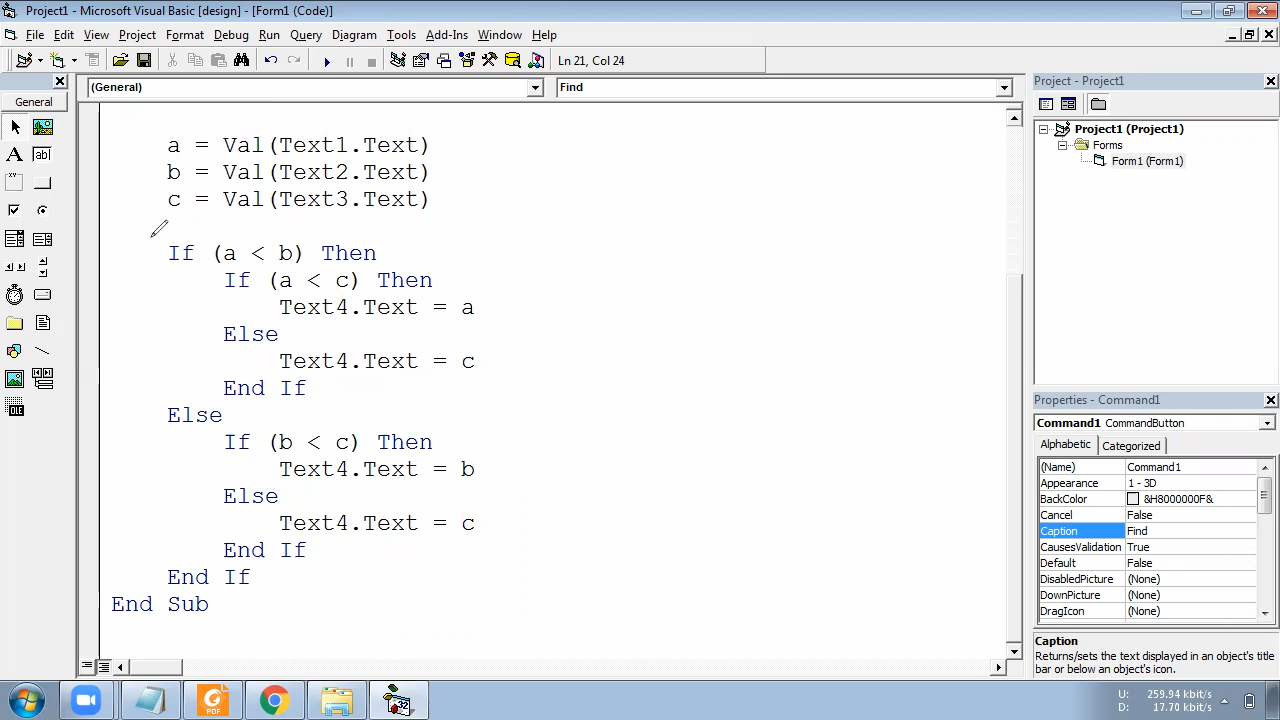 Project1 - Microsoft Visual Basic [design] - [Form1 (Code)]
File Edit View Project Format Debug Run Query Diagram Tools Add-Ins Window Help
Ln 21, Col 24
General
(General) Find
a = Val(Text1.Text)
b = Val(Text2.Text)
c = Val(Text3.Text)
If (a < b) Then
If (a < c) Then
Text4.Text = a
Else
Text4.Text = c
End If
Else
If (b < c) Then
Text4.Text = b
Else
Text4.Text = c
End If
End If
End Sub
A
ab|
OLE
Project - Project1
Project1 (Project1)
Forms
Form1 (Form1)
Properties - Command1
Command1 CommandButton
Alphabetic Categorized
(Name) Command1
Appearance 1 - 3D
BackColor &H8000000F&
Cancel False
Caption Find
CausesValidation True
Default False
DisabledPicture (None)
DownPicture (None)
DragIcon (None)
Caption
Returns/sets the text displayed in an object's title
bar or below an object's icon.
PDF
32
U: 259.94 kbit/s
D: 17.70 kbit/s